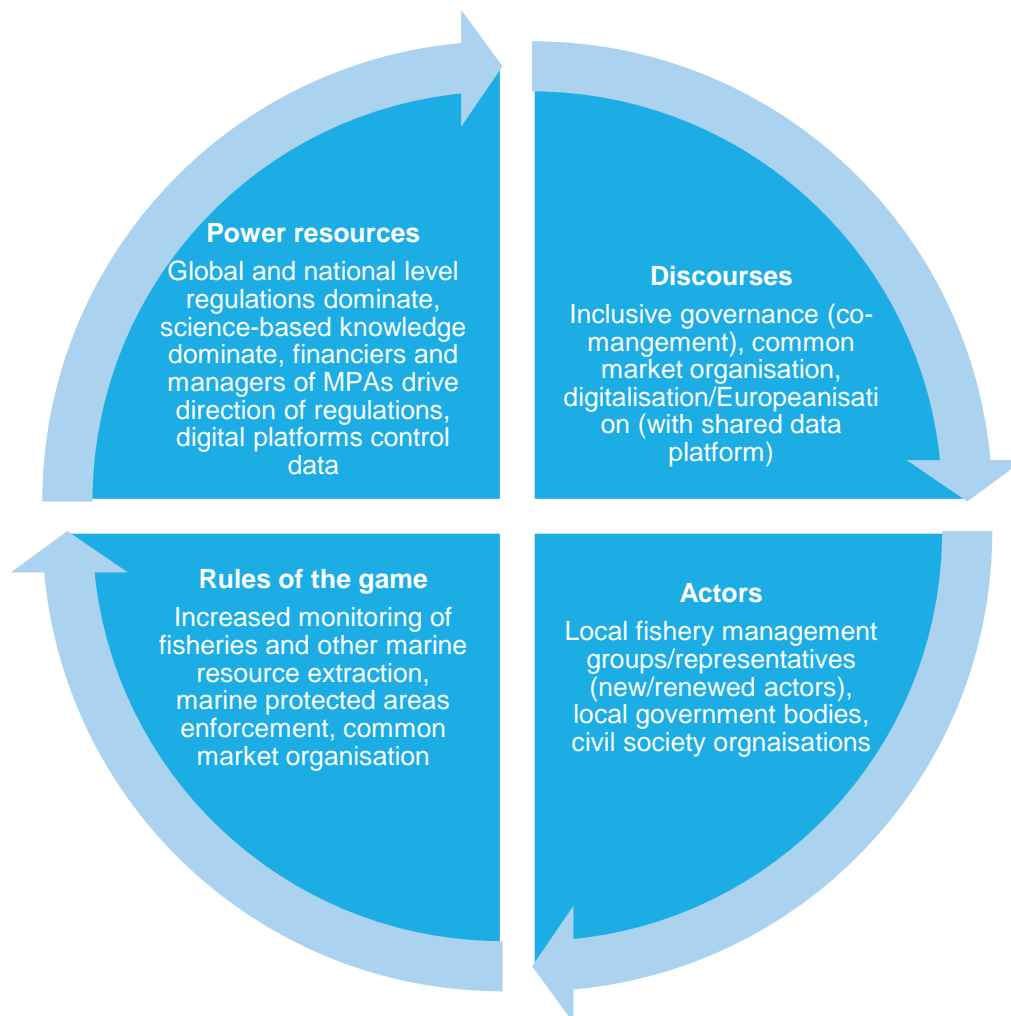 Power resources
Global and national level
regulations dominate,
science-based knowledge
dominate, financiers and
managers of MPAs drive
direction of regulations,
digital platforms control
data
Discourses
Inclusive governance (co-
mangement), common
market organisation,
digitalisation/Europeanisati
on (with shared data
platform)
Rules of the game
Increased monitoring of
fisheries and other marine
resource extraction,
marine protected areas
enforcement, common
market organisation
Actors
Local fishery management
groups/representatives
(new/renewed actors),
local government bodies,
civil society orgnaisations